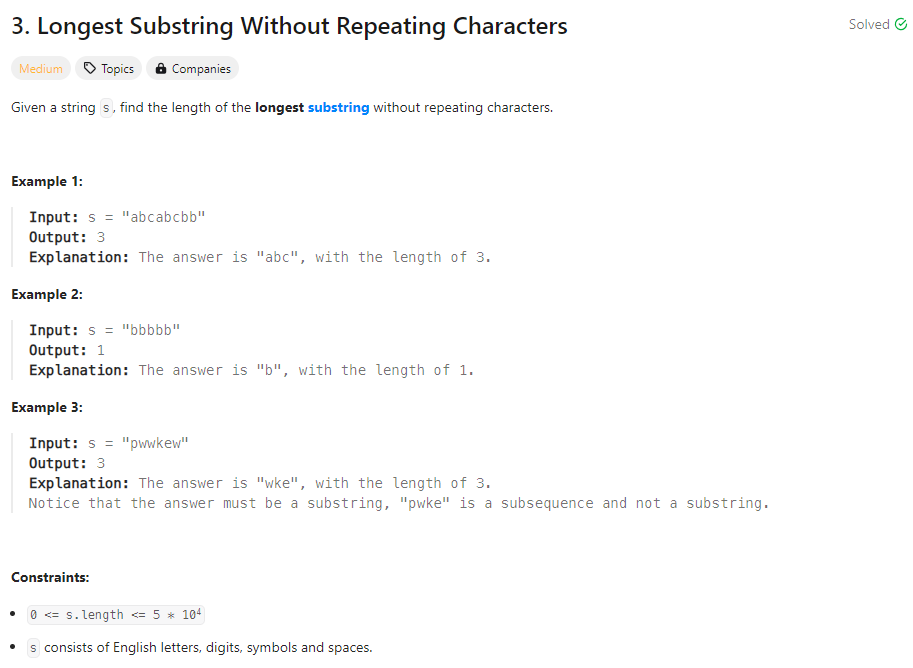 3. Longest Substring Without Repeating Characters
Solved
Medium Topics Companies
Given a string s, find the length of the longest substring without repeating characters.
Example 1:
Input: s = "abcabcbb"
Output: 3
Explanation: The answer is "abc", with the length of 3.
Example 2:
Input: s = "bbbbb"
Output: 1
Explanation: The answer is "b", with the length of 1.
Example 3:
Input: s = "pwwkew"
Output: 3
Explanation: The answer is "wke", with the length of 3.
Notice that the answer must be a substring, "pwke" is a subsequence and not a substring.
Constraints:
• 0 <= s.length <= 5 * 10⁴
• s consists of English letters, digits, symbols and spaces.